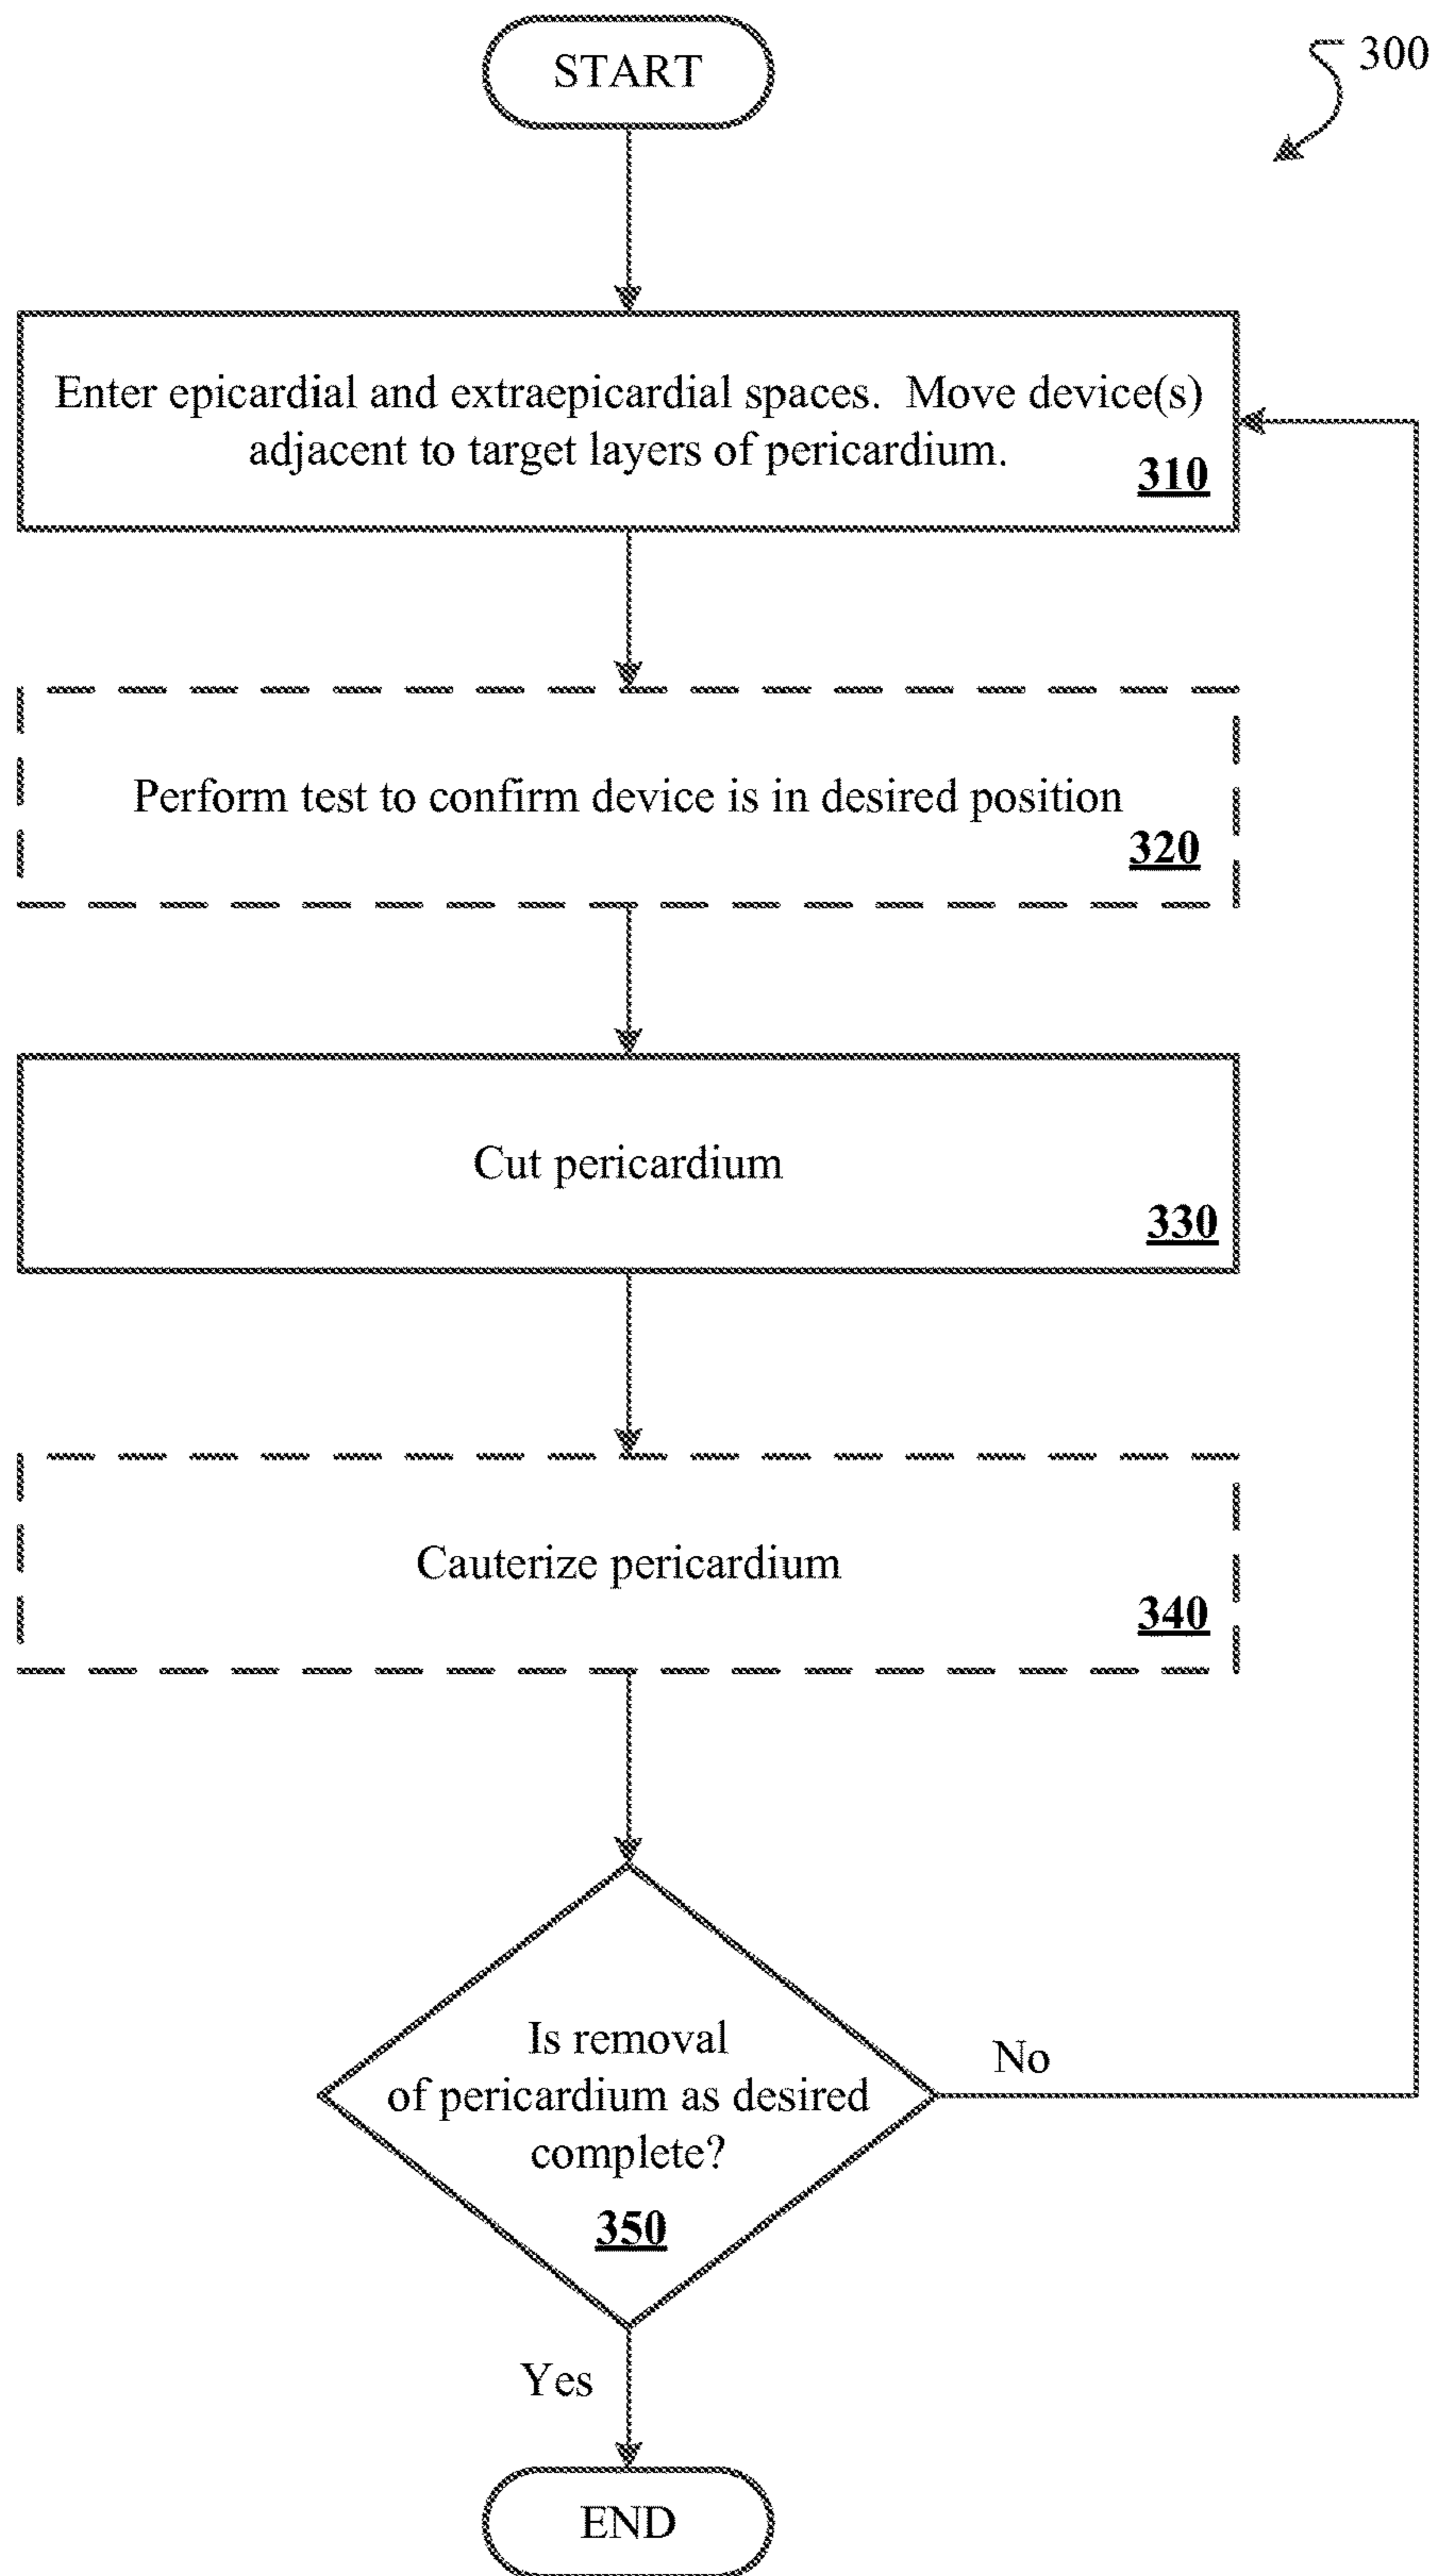 START
300
Enter epicardial and extraepicardial spaces.  Move device(s)
adjacent to target layers of pericardium.
310
Perform test to confirm device is in desired position
320
Cut pericardium
330
Cauterize pericardium
340
Is removal
of pericardium as desired
complete?
350
No
Yes
END